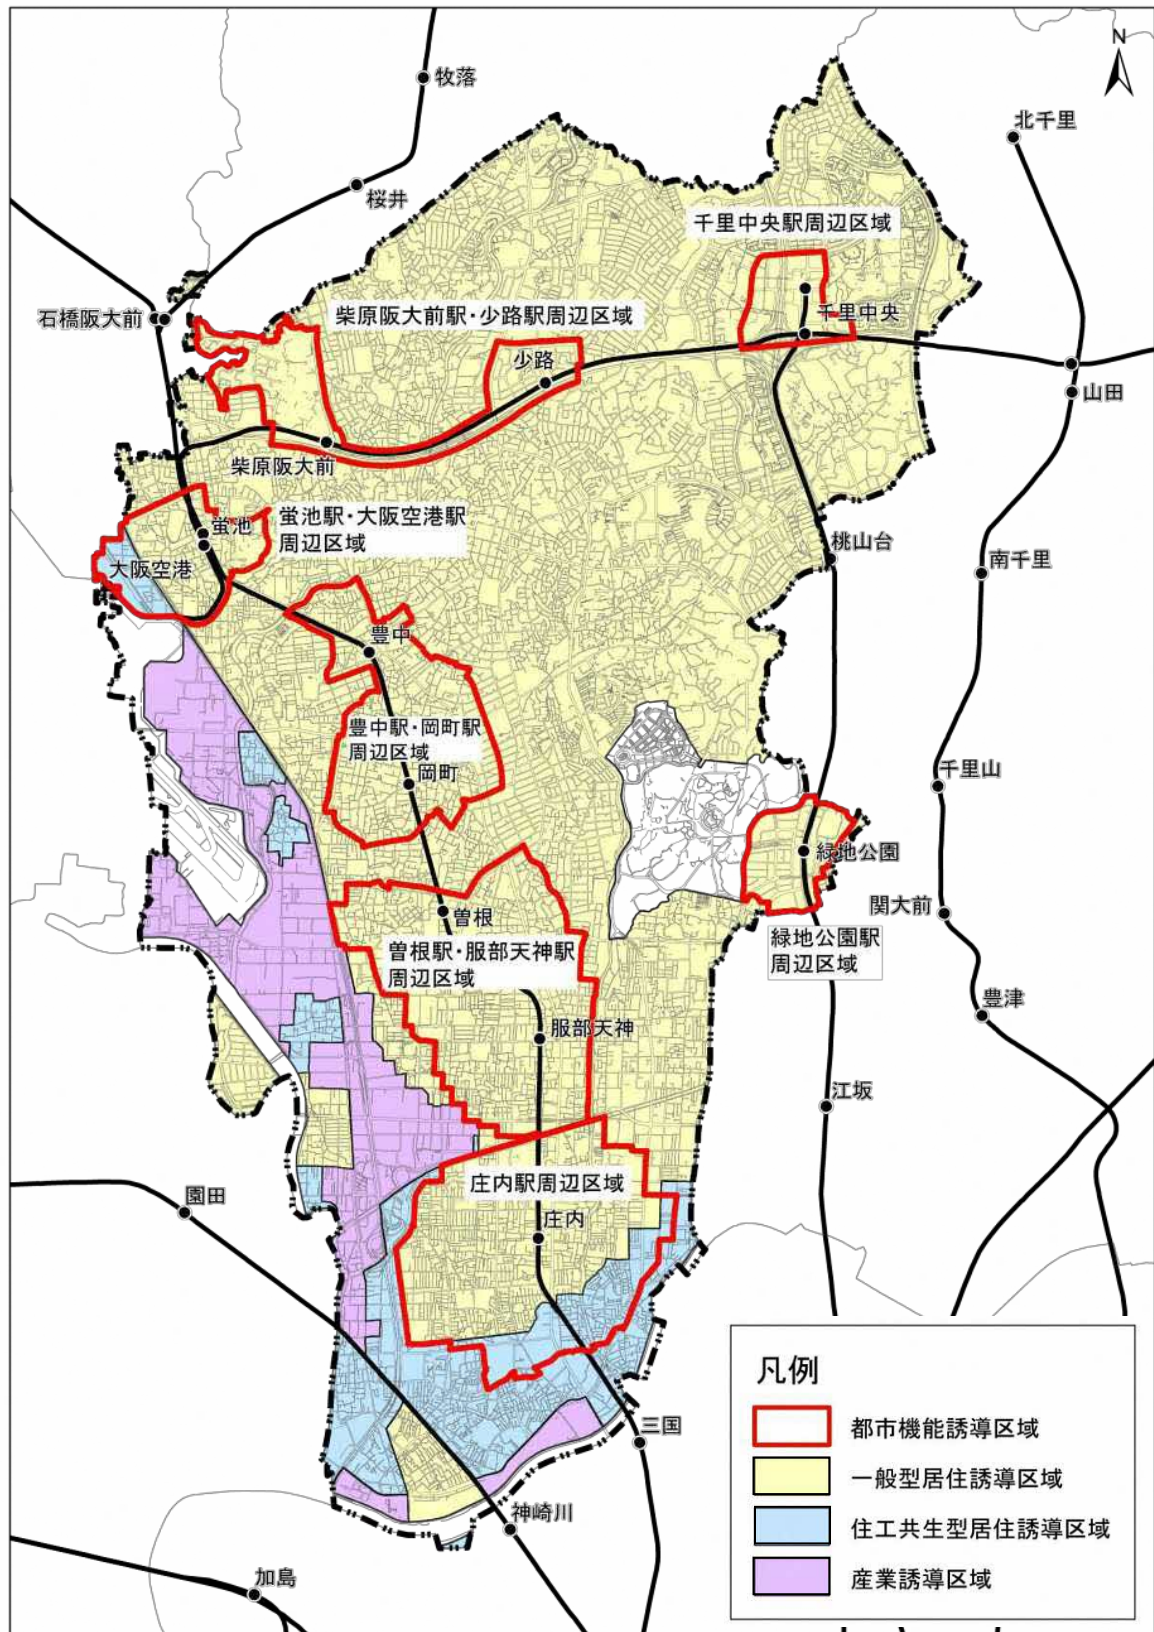 N
牧落
北千里
桜井
千里中央駅周辺区域
石橋阪大前
柴原阪大前駅・少路駅周辺区域
千里中央
少路
山田
柴原阪大前
蛍池
蛍池駅・大阪空港駅
周辺区域
大阪空港
桃山台
南千里
豊中
豊中駅・岡町駅
周辺区域
岡町
千里山
緑地公園
曽根
関大前
曽根駅・服部天神駅
周辺区域
緑地公園駅
周辺区域
豊津
服部天神
江坂
庄内駅周辺区域
園田
庄内
凡例
都市機能誘導区域
一般型居住誘導区域
住工共生型居住誘導区域
産業誘導区域
三国
神崎川
加島